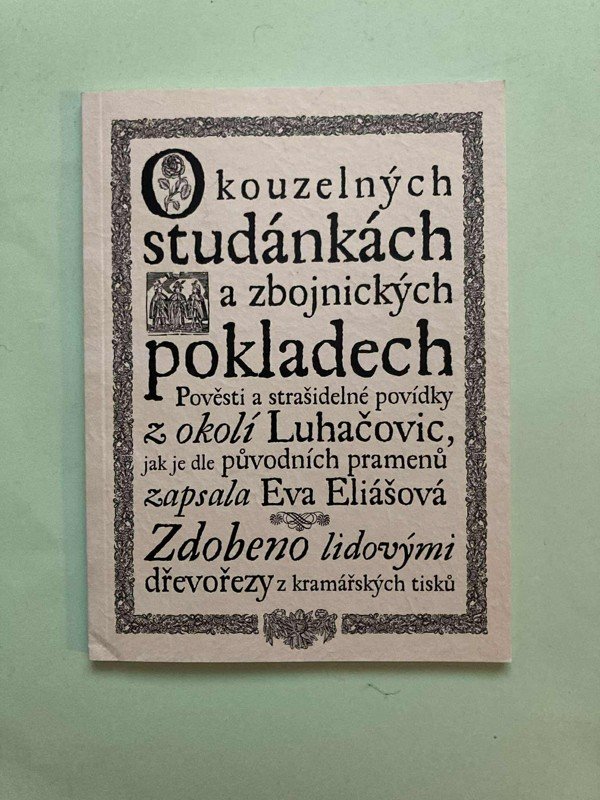 O kouzelných
studánkách
a zbojnických
pokladech
Pověsti a strašidelné povídky
z okolí Luhačovic,
jak je dle původních pramenů
zapsala Eva Eliášová
Zdobeno lidovými
dřevořezy z kramářských tisků